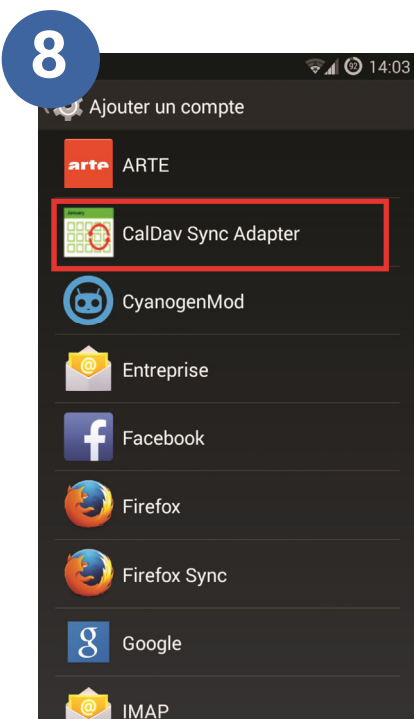 8
92 14:03
Ajouter un compte
arte ARTE
January
CalDav Sync Adapter
CyanogenMod
@
Entreprise
f Facebook
Firefox
Firefox Sync
g Google
@
IMAP